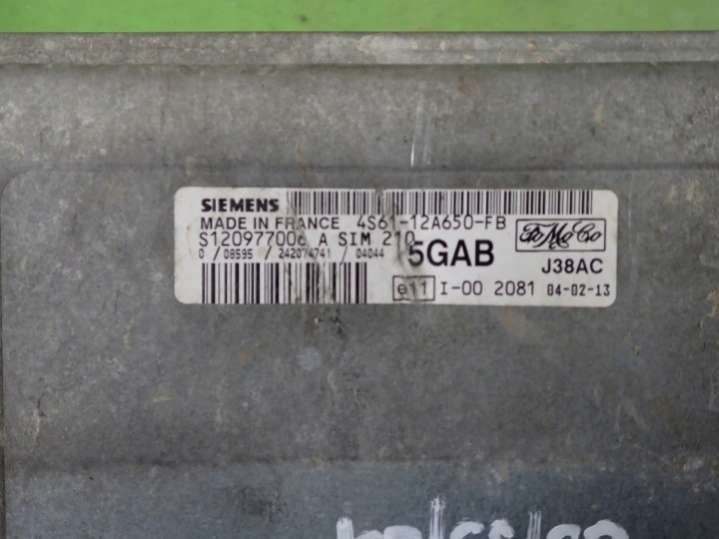 SIEMENS
MADE IN FRANCE 4S61-12A650-FB
S120977006 A SIM 210
0 / 08595 / 242074741 / 04044
5GAB
FoMoCo
J38AC
e11 I-00 2081 04-02-13